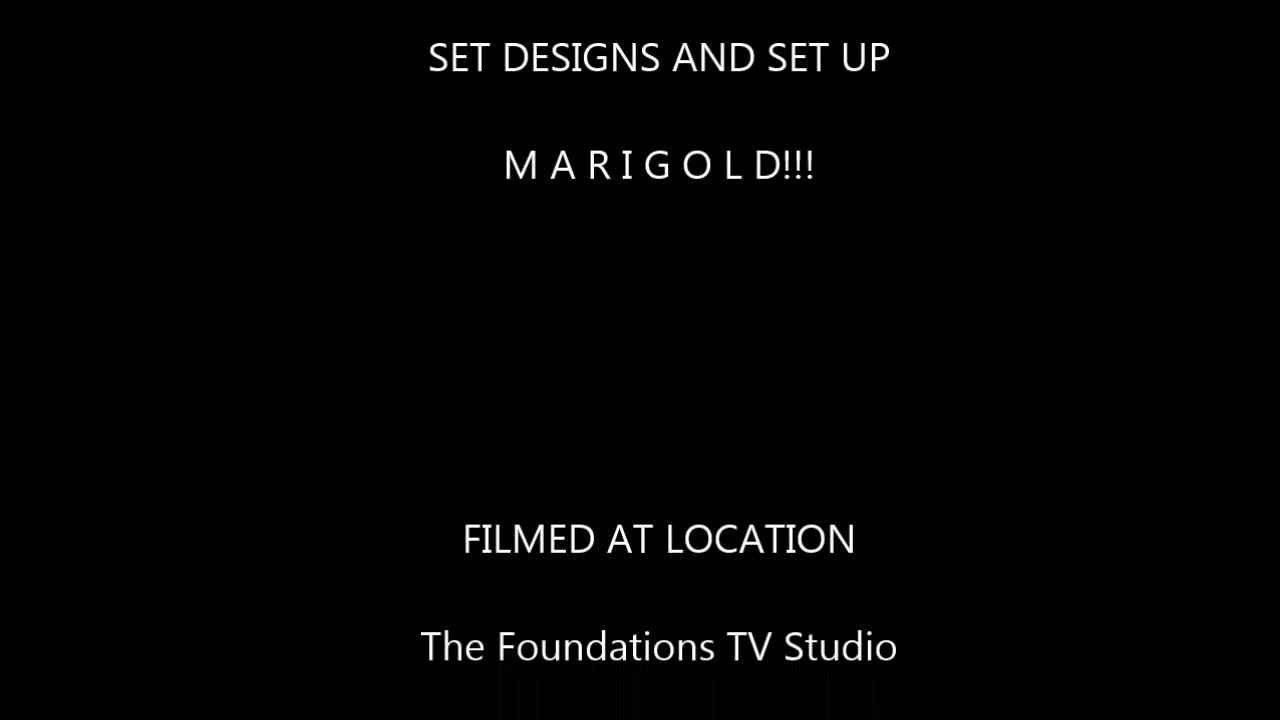 SET DESIGNS AND SET UP
M A R I G O L D!!!
FILMED AT LOCATION
The Foundations TV Studio